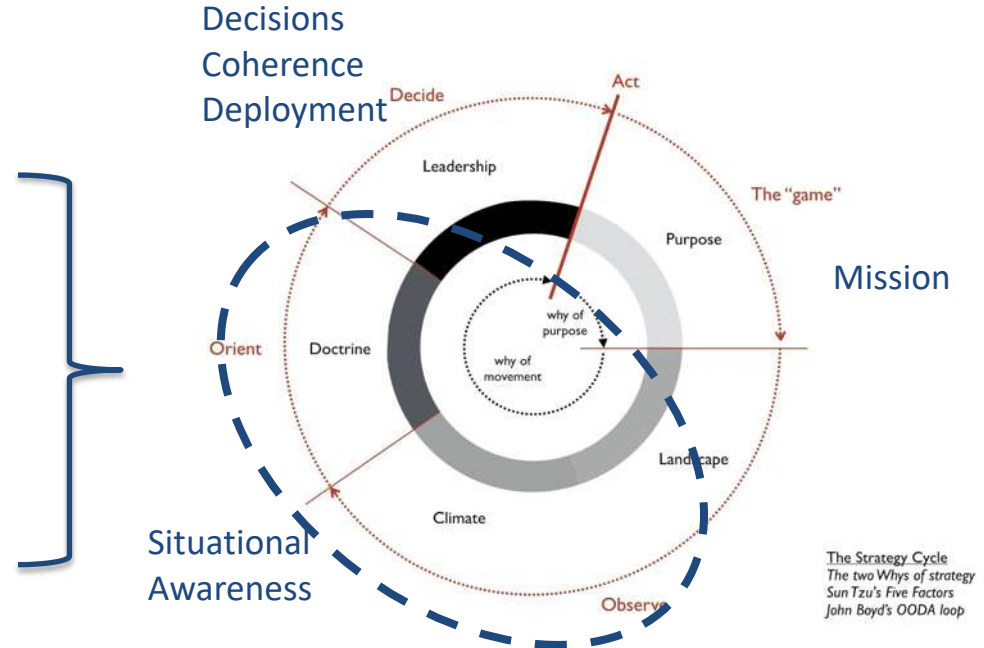 Decisions
Coherence
Deployment
Decide
Act
Leadership
The "game"
Purpose
Mission
why of
purpose
Orient
Doctrine
why of
movement
Landscape
Climate
Situational
Awareness
Observe
The Strategy Cycle
The two Whys of strategy
Sun Tzu's Five Factors
John Boyd's OODA loop